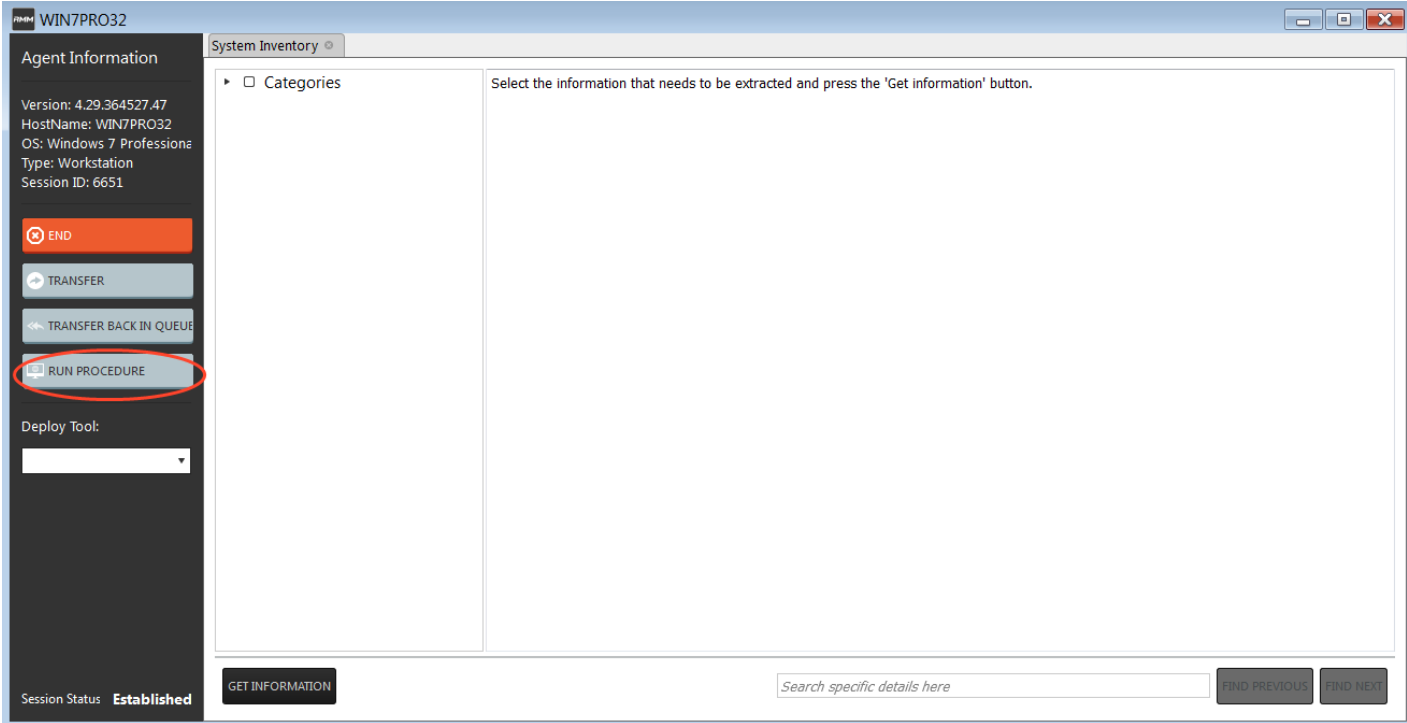 RMM WIN7PRO32
Agent Information
Version: 4.29.364527.47
HostName: WIN7PRO32
OS: Windows 7 Professiona
Type: Workstation
Session ID: 6651
END
TRANSFER
TRANSFER BACK IN QUEUE
RUN PROCEDURE
Deploy Tool:
Session Status Established
System Inventory
Categories
Select the information that needs to be extracted and press the 'Get information' button.
GET INFORMATION
Search specific details here
FIND PREVIOUS
FIND NEXT